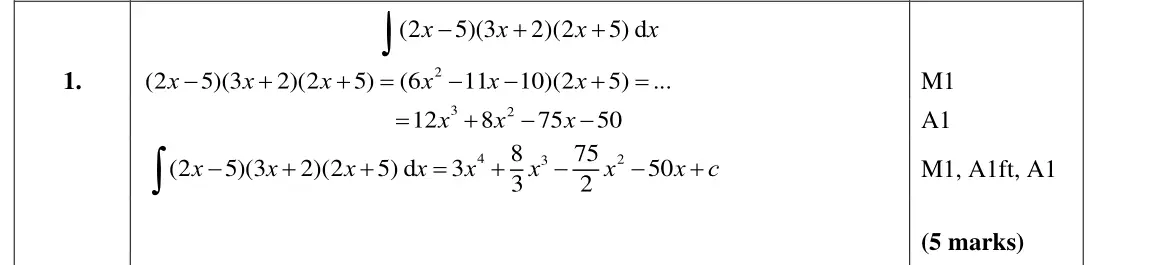 ∫(2x−5)(3x+2)(2x+5) dx
1. (2x−5)(3x+2)(2x+5) = (6x²−11x−10)(2x+5) = ... M1
=12x³+8x²−75x−50 A1
∫(2x−5)(3x+2)(2x+5) dx = 3x⁴ + 8/3 x³ − 75/2 x² − 50x + c M1, A1ft, A1
(5 marks)